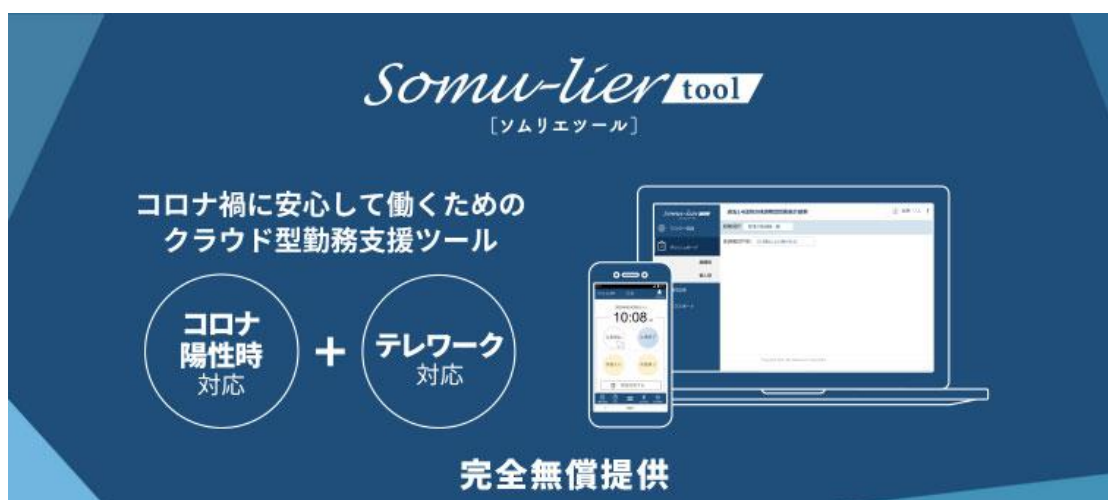 Somu-lier tool
[ソムリエツール]
コロナ禍に安心して働くための
クラウド型勤務支援ツール
コロナ
陽性時
対応
+
テレワーク
対応
10:08
完全無償提供